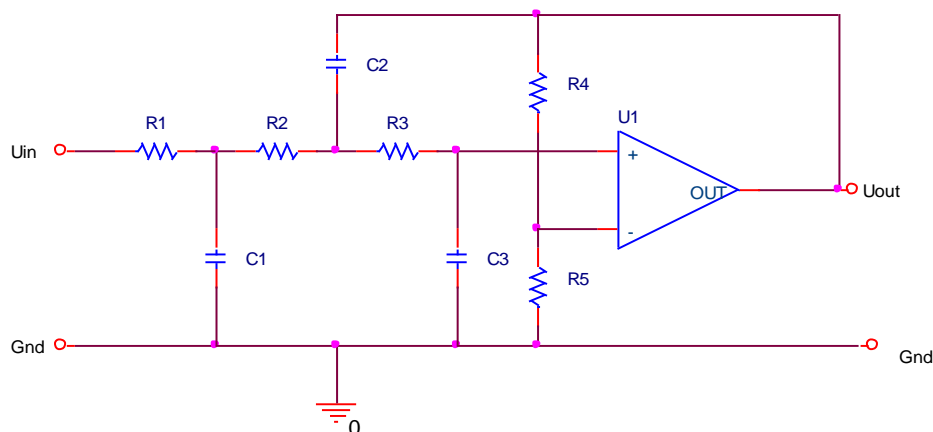 C2
R4
U1
R1
R2
R3
Uin
+
OUT
Uout
-
C1
C3
R5
Gnd
Gnd
0